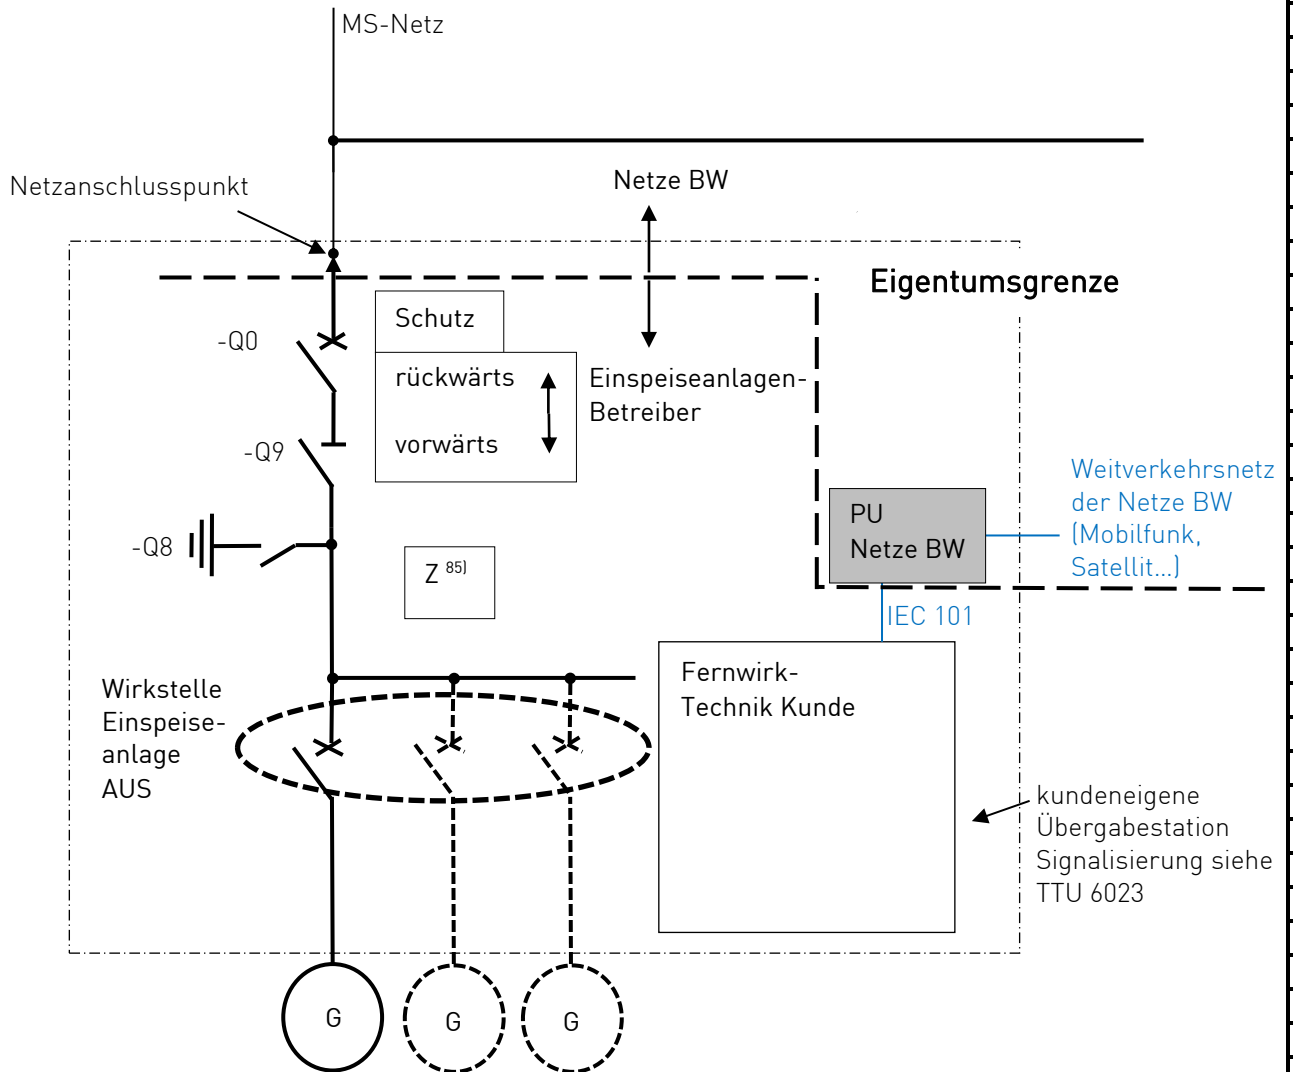 MS-Netz
Netzanschlusspunkt
Netze BW
Eigentumsgrenze
Schutz
-Q0
rückwärts
vorwärts
Einspeiseanlagen-
Betreiber
-Q9
Weitverkehrsnetz
der Netze BW
(Mobilfunk,
Satellit...)
PU
Netze BW
-Q8
Z 85)
IEC 101
Fernwirk-
Technik Kunde
Wirkstelle
Einspeise-
anlage
AUS
kundeneigene
Übergabestation
Signalisierung siehe
TTU 6023
G
G
G